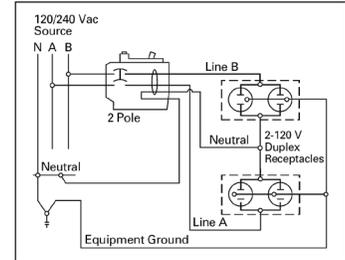 120/240 Vac
Source
N A B
Line B
2 Pole
Neutral
2-120 V
Duplex
Receptacles
Neutral
Line A
Equipment Ground